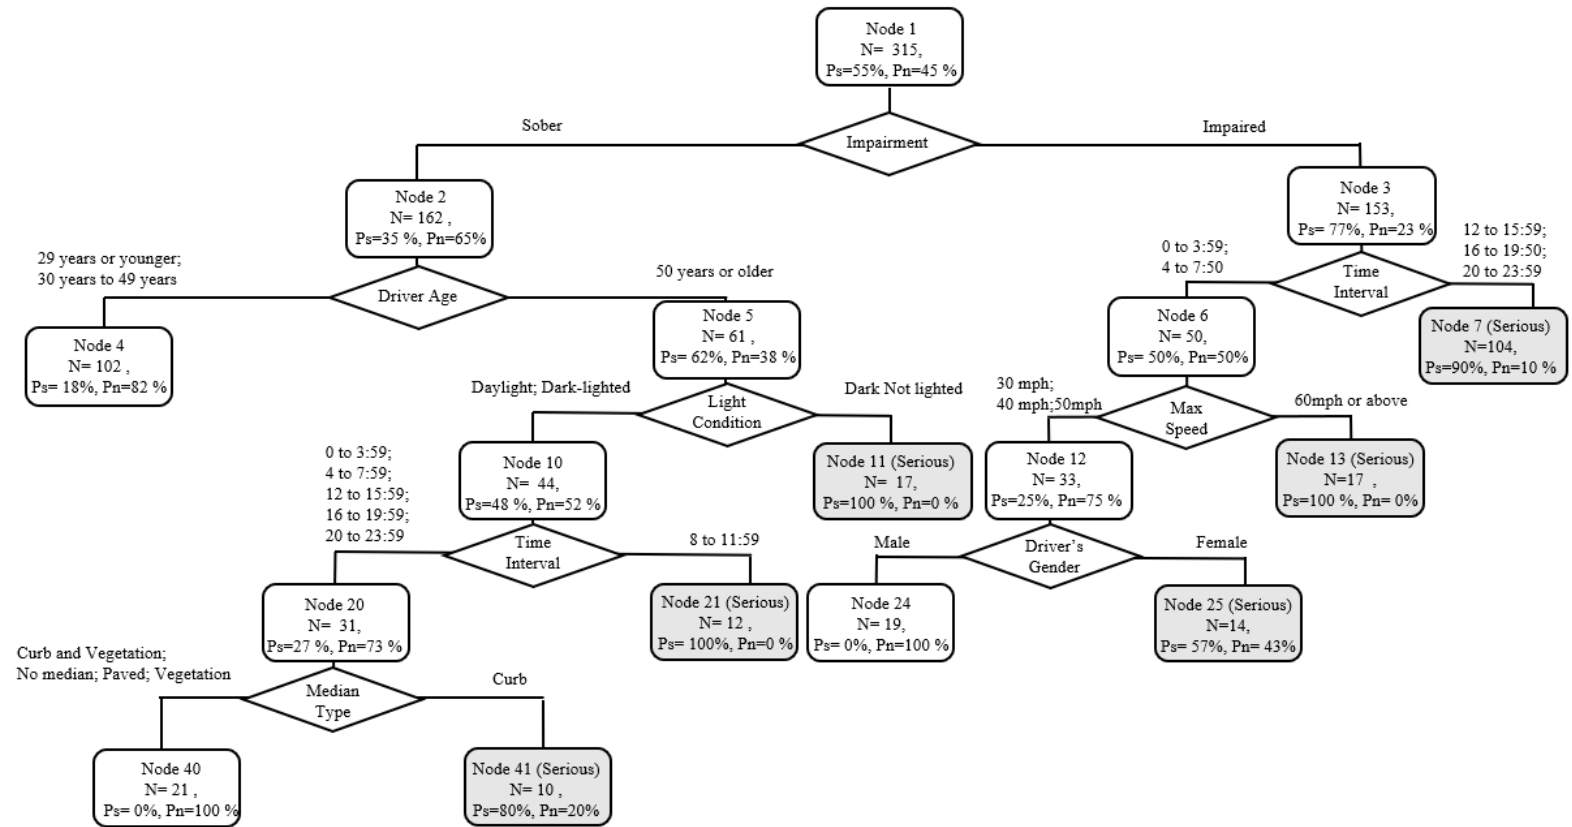 Node 1
N= 315,
Ps=55%, Pn=45 %
Impairment
Sober
Impaired
Node 2
N= 162 ,
Ps=35 %, Pn=65%
Node 3
N= 153,
Ps= 77%, Pn=23 %
Driver Age
29 years or younger;
30 years to 49 years
50 years or older
Time
Interval
0 to 3:59;
4 to 7:50
12 to 15:59;
16 to 19:50;
20 to 23:59
Node 4
N= 102 ,
Ps= 18%, Pn=82 %
Node 5
N= 61 ,
Ps= 62%, Pn=38 %
Node 6
N= 50,
Ps= 50%, Pn=50%
Node 7 (Serious)
N=104,
Ps=90%, Pn=10 %
Light
Condition
Daylight; Dark-lighted
Dark Not lighted
Max
Speed
30 mph;
40 mph;50mph
60mph or above
Node 10
N= 44,
Ps=48 %, Pn=52 %
Node 11 (Serious)
N= 17,
Ps=100 %, Pn=0 %
Node 12
N= 33,
Ps=25%, Pn=75 %
Node 13 (Serious)
N=17 ,
Ps=100 %, Pn= 0%
Time
Interval
0 to 3:59;
4 to 7:59;
12 to 15:59;
16 to 19:59;
20 to 23:59
8 to 11:59
Driver's
Gender
Male
Female
Node 20
N= 31,
Ps=27 %, Pn=73 %
Node 21 (Serious)
N= 12 ,
Ps= 100%, Pn=0 %
Node 24
N= 19,
Ps= 0%, Pn=100 %
Node 25 (Serious)
N=14,
Ps= 57%, Pn= 43%
Median
Type
Curb and Vegetation;
No median; Paved; Vegetation
Curb
Node 40
N= 21 ,
Ps= 0%, Pn=100 %
Node 41 (Serious)
N= 10 ,
Ps=80%, Pn=20%